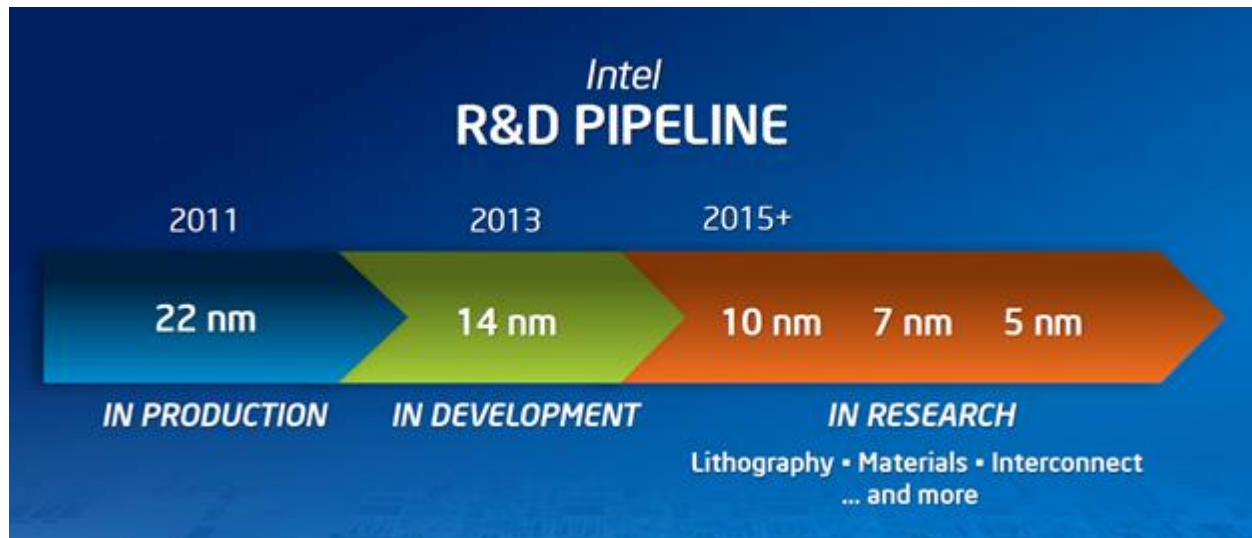 Intel
R&D PIPELINE
2011 2013 2015+
22 nm 14 nm 10 nm 7 nm 5 nm
IN PRODUCTION IN DEVELOPMENT IN RESEARCH
Lithography ▪ Materials ▪ Interconnect
... and more